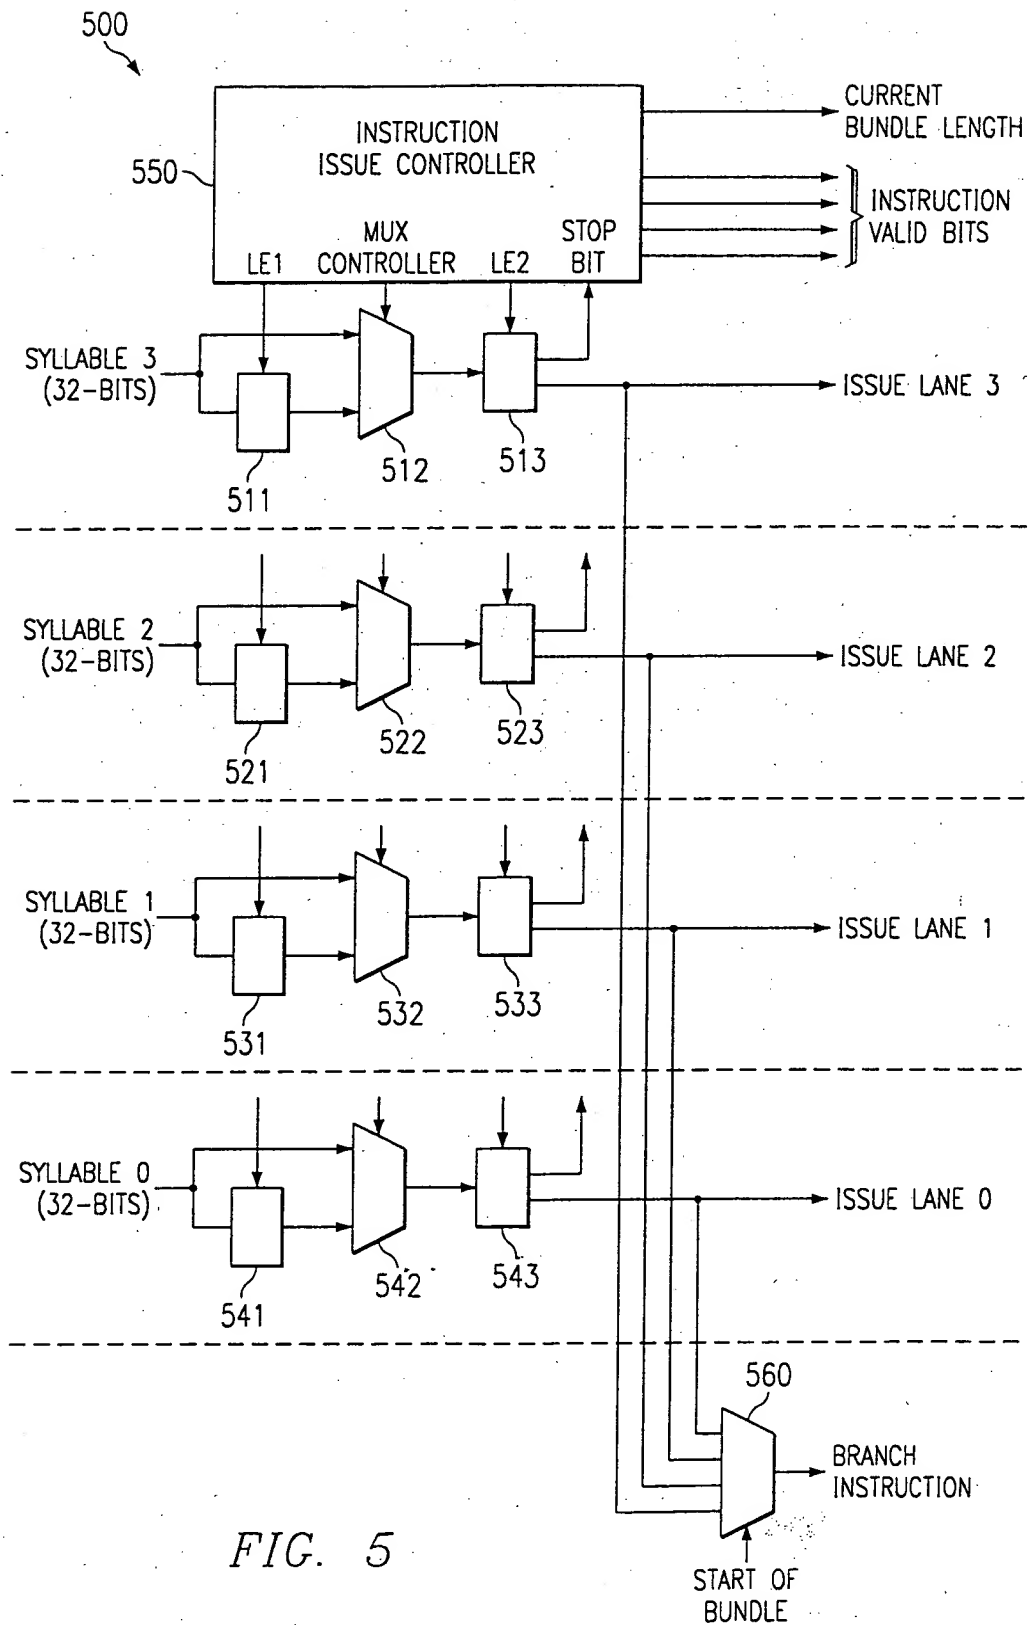 500
INSTRUCTION
ISSUE CONTROLLER
550
LE1
MUX
CONTROLLER
LE2
STOP
BIT
CURRENT
BUNDLE LENGTH
INSTRUCTION
VALID BITS
SYLLABLE 3
(32-BITS)
511
512
513
ISSUE LANE 3
SYLLABLE 2
(32-BITS)
521
522
523
ISSUE LANE 2
SYLLABLE 1
(32-BITS)
531
532
533
ISSUE LANE 1
SYLLABLE 0
(32-BITS)
541
542
543
ISSUE LANE 0
560
BRANCH
INSTRUCTION
START OF
BUNDLE
FIG. 5